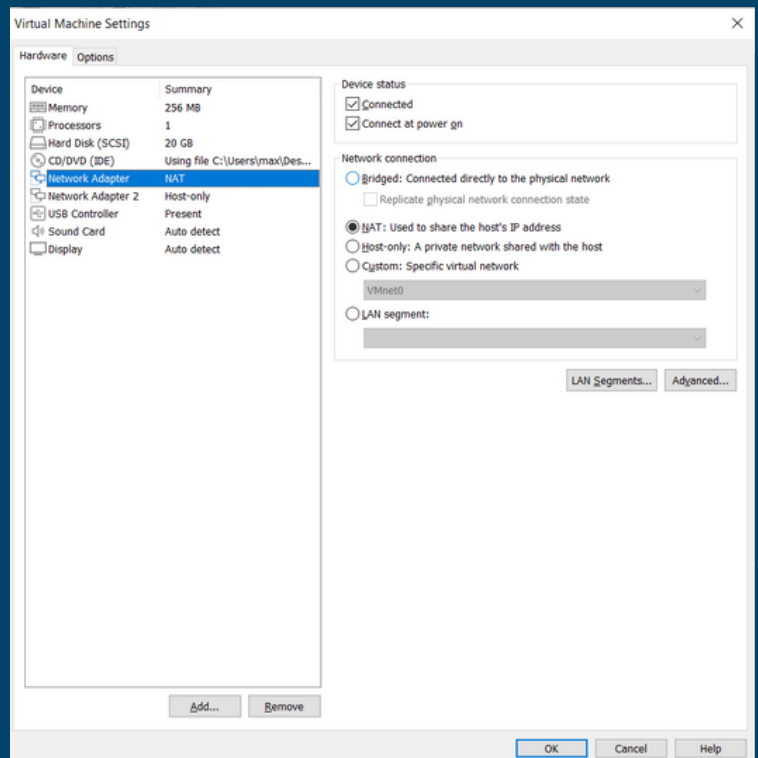 Virtual Machine Settings
Hardware Options
Device Summary
Memory 256 MB
Processors 1
Hard Disk (SCSI) 20 GB
CD/DVD (IDE) Using file C:\Users\max\Des...
Network Adapter NAT
Network Adapter 2 Host-only
USB Controller Present
Sound Card Auto detect
Display Auto detect
Add... Remove
Device status
Connected
Connect at power on
Network connection
Bridged: Connected directly to the physical network
Replicate physical network connection state
NAT: Used to share the host's IP address
Host-only: A private network shared with the host
Custom: Specific virtual network
VMnet0
LAN segment:
LAN Segments... Advanced...
OK Cancel Help